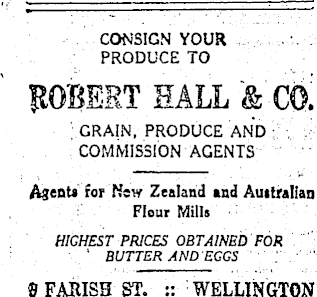 CONSIGN YOUR
PRODUCE TO
ROBERT HALL & CO.
GRAIN, PRODUCE AND
COMMISSION AGENTS
Agents for New Zealand and Australian
Flour Mills
HIGHEST PRICES OBTAINED FOR
BUTTER AND EGGS
9 FARISH ST. :: WELLINGTON